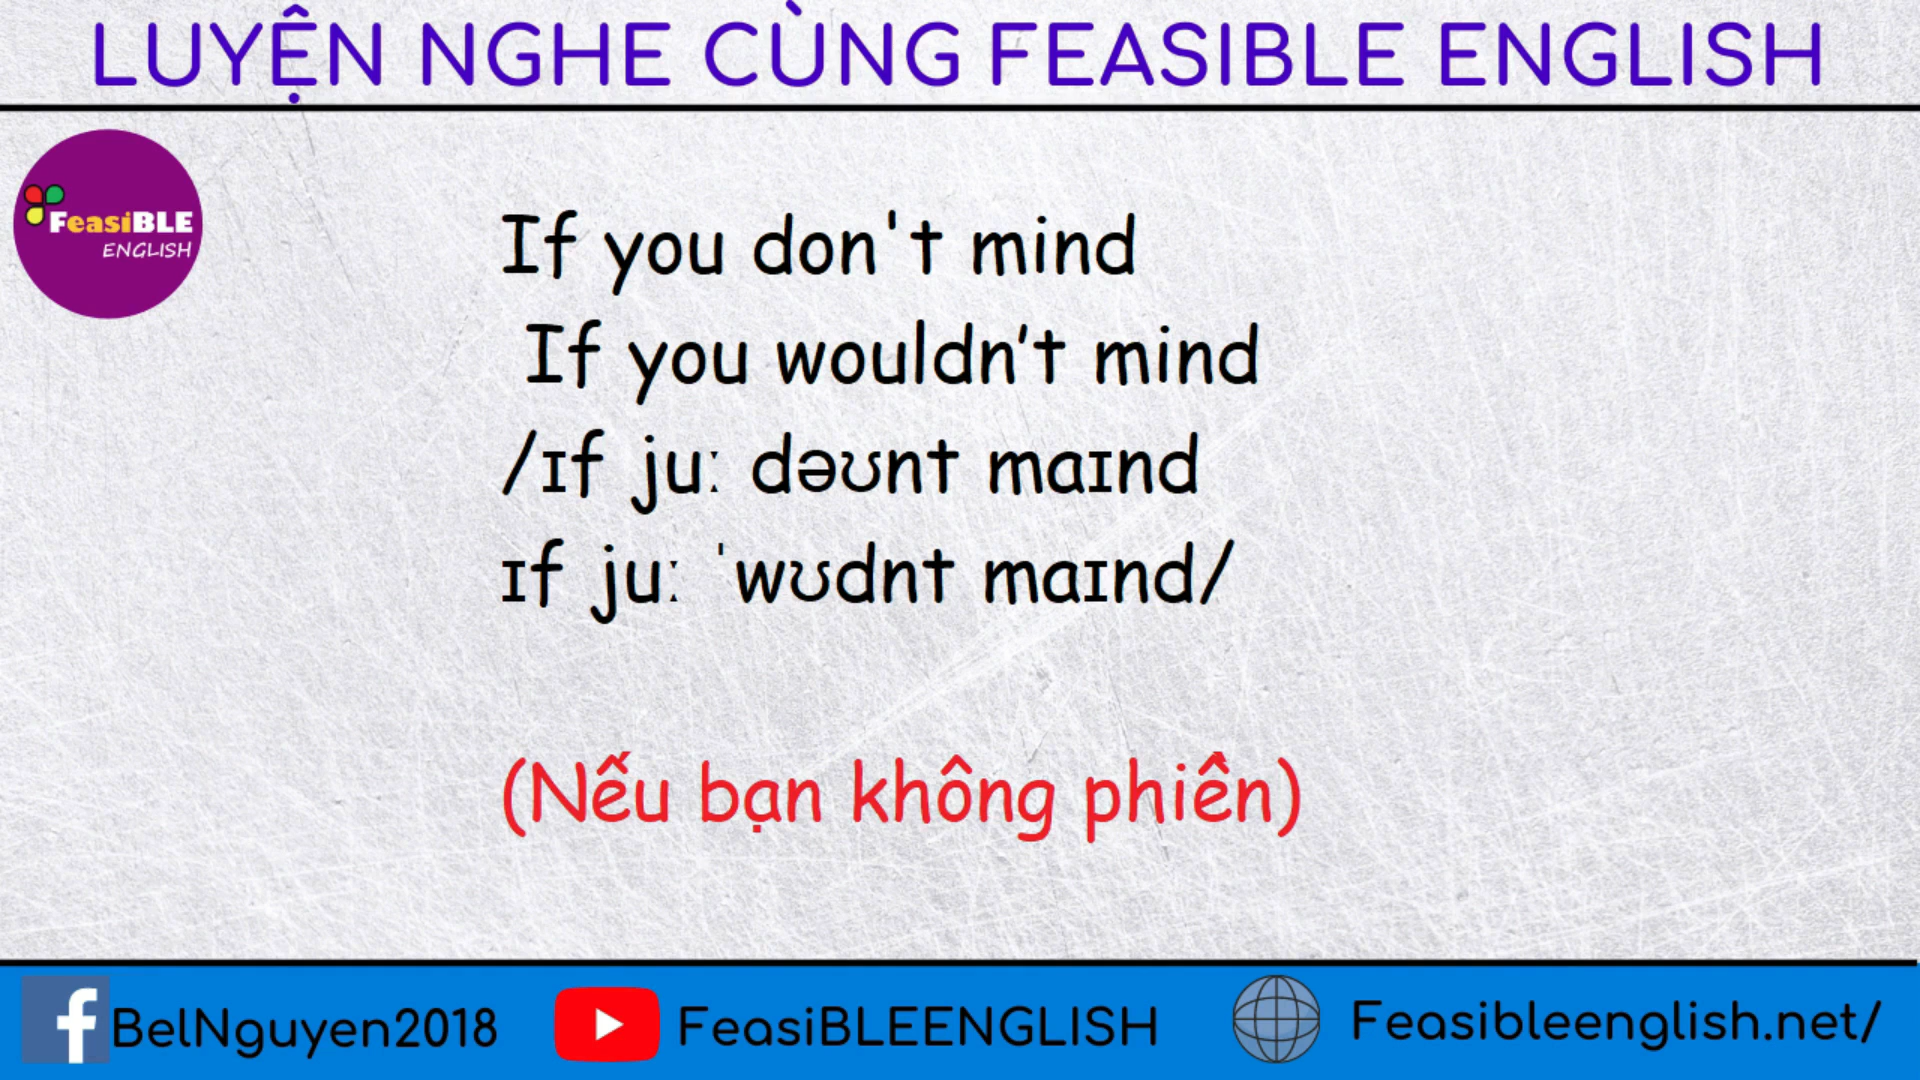 LUYỆN NGHE CÙNG FEASIBLE ENGLISH
FeasiBLE
ENGLISH
If you don't mind
If you wouldn’t mind
/ɪf juː dəʊnt maɪnd
ɪf juː ˈwʊdnt maɪnd/
(Nếu bạn không phiền)
BelNguyen2018 FeasiBLEENGLISH Feasibleenglish.net/